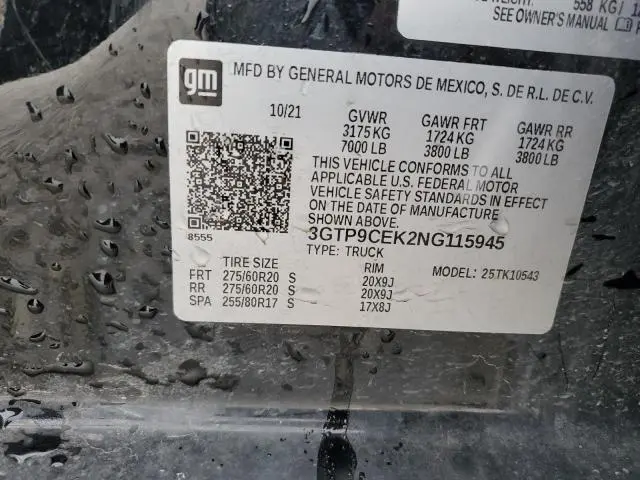 558 KG/
SEE OWNER'S MANUAL
gm
MFD BY GENERAL MOTORS DE MEXICO, S. DE R.L. DE C.V.
10/21 GVWR GAWR FRT GAWR RR
3175 KG 1724 KG 1724 KG
7000 LB 3800 LB 3800 LB
THIS VEHICLE CONFORMS TO ALL
APPLICABLE U.S. FEDERAL MOTOR
VEHICLE SAFETY STANDARDS IN EFFECT
ON THE DATE OF MANUFACTURE
SHOWN ABOVE.
8555 3GTP9CEK2NG115945
TYPE: TRUCK
TIRE SIZE RIM MODEL: 25TK10543
FRT 275/60R20 S 20X9J
RR 275/60R20 S 20X9J
SPA 255/80R17 S 17X8J